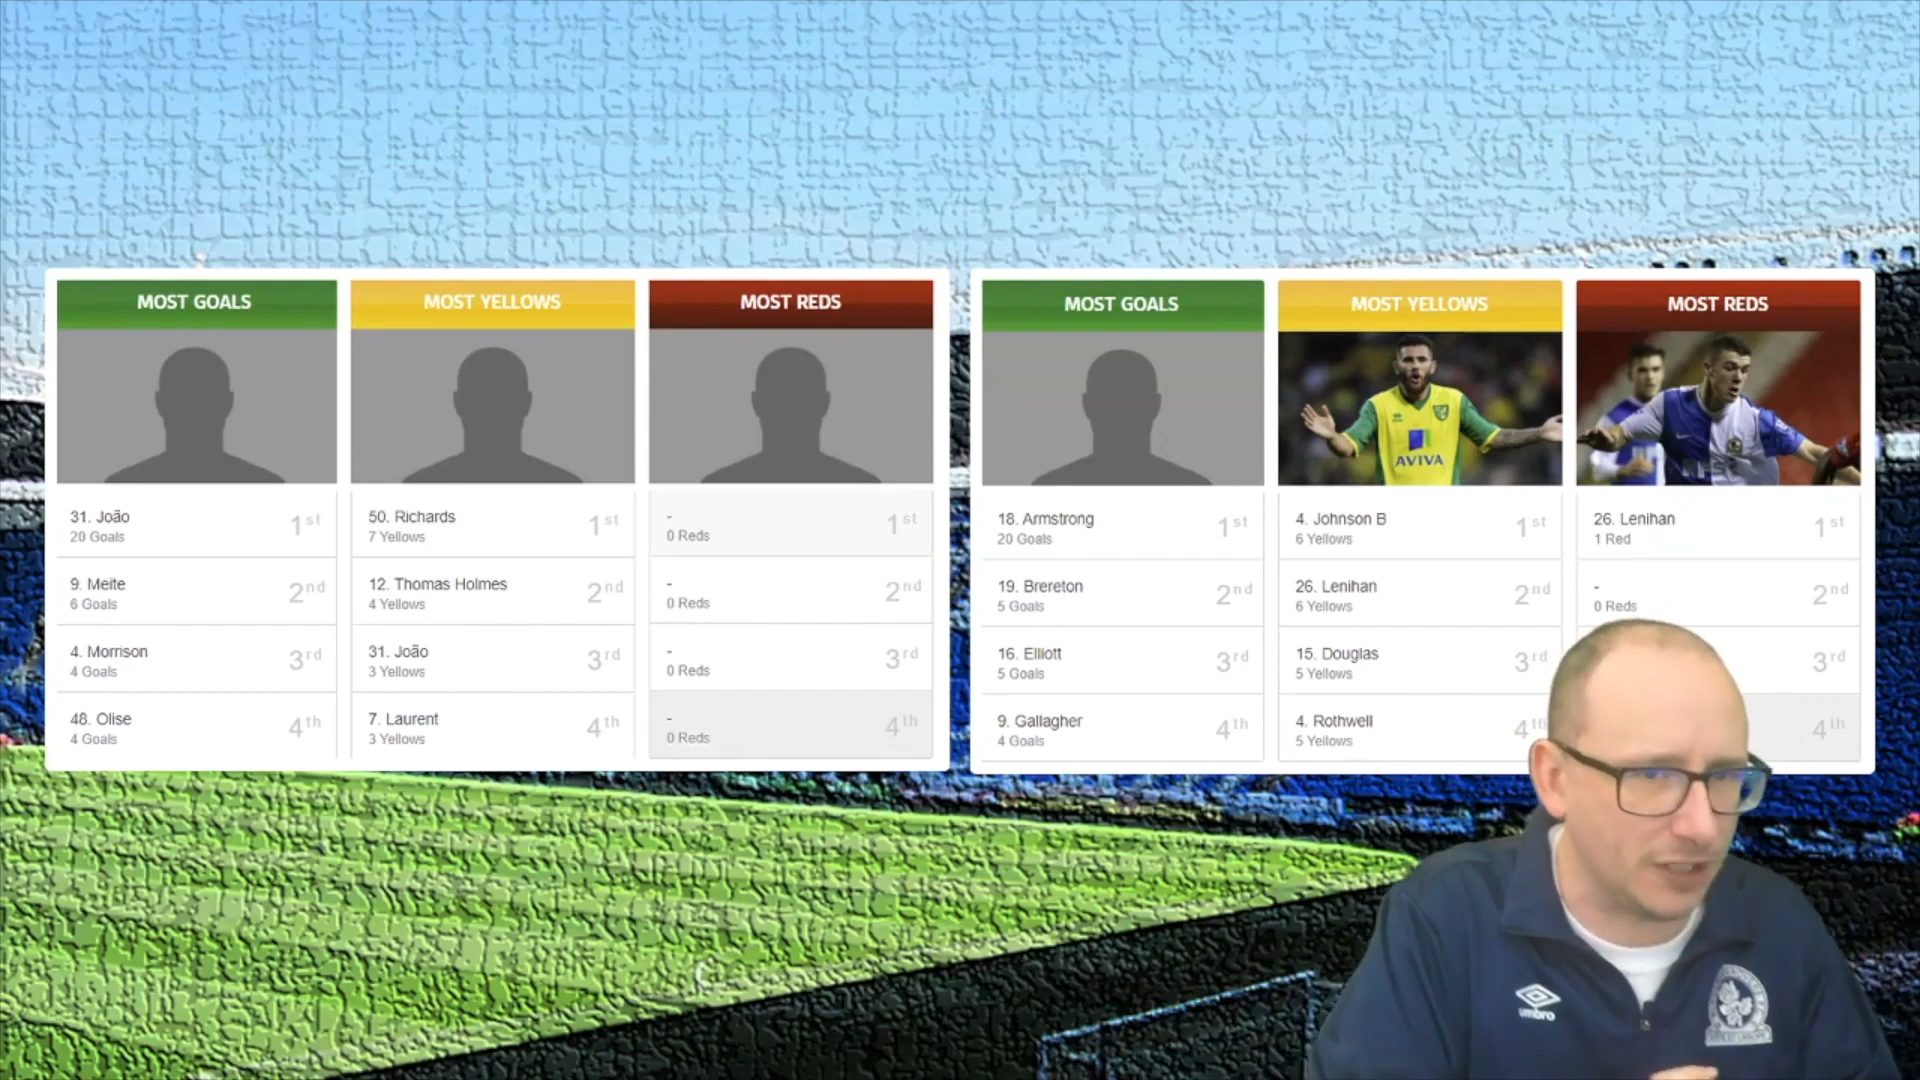 MOST GOALS
31. João
20 Goals
1st
9. Meite
6 Goals
2nd
4. Morrison
4 Goals
3rd
48. Olise
4 Goals
4th
MOST YELLOWS
50. Richards
7 Yellows
1st
12. Thomas Holmes
4 Yellows
2nd
31. João
3 Yellows
3rd
7. Laurent
3 Yellows
4th
MOST REDS
-
0 Reds
1st
-
0 Reds
2nd
-
0 Reds
3rd
-
0 Reds
4th
MOST GOALS
18. Armstrong
20 Goals
1st
19. Brereton
5 Goals
2nd
16. Elliott
5 Goals
3rd
9. Gallagher
4 Goals
4th
MOST YELLOWS
AVIVA
4. Johnson B
6 Yellows
1st
26. Lenihan
6 Yellows
2nd
15. Douglas
5 Yellows
3rd
4. Rothwell
5 Yellows
4th
MOST REDS
26. Lenihan
1 Red
1st
-
0 Reds
2nd
3rd
4th
umbro